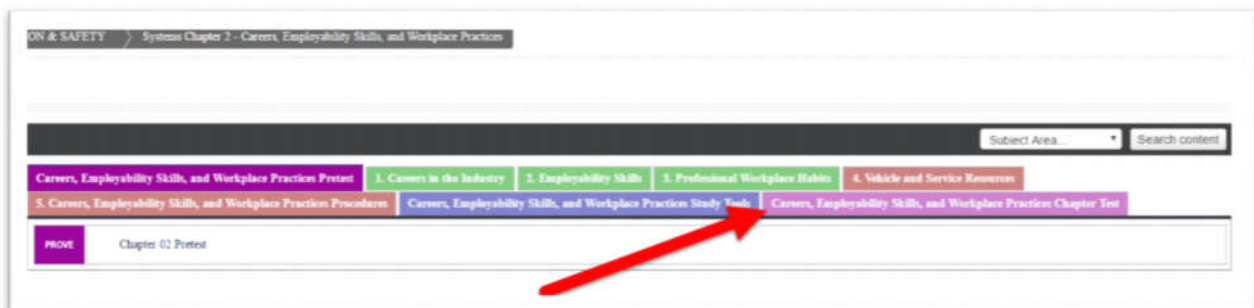 ON & SAFETY  Systems Chapter 2 - Careers, Employability Skills, and Workplace Practices
Subject Area...  Search content
Careers, Employability Skills, and Workplace Practices Pretest  1. Careers in the Industry  2. Employability Skills  3. Professional Workplace Habits  4. Vehicle and Service Resources
5. Careers, Employability Skills, and Workplace Practices Procedures  Careers, Employability Skills, and Workplace Practices Study Tools  Careers, Employability Skills, and Workplace Practices Chapter Test
PROVE  Chapter 02 Pretest